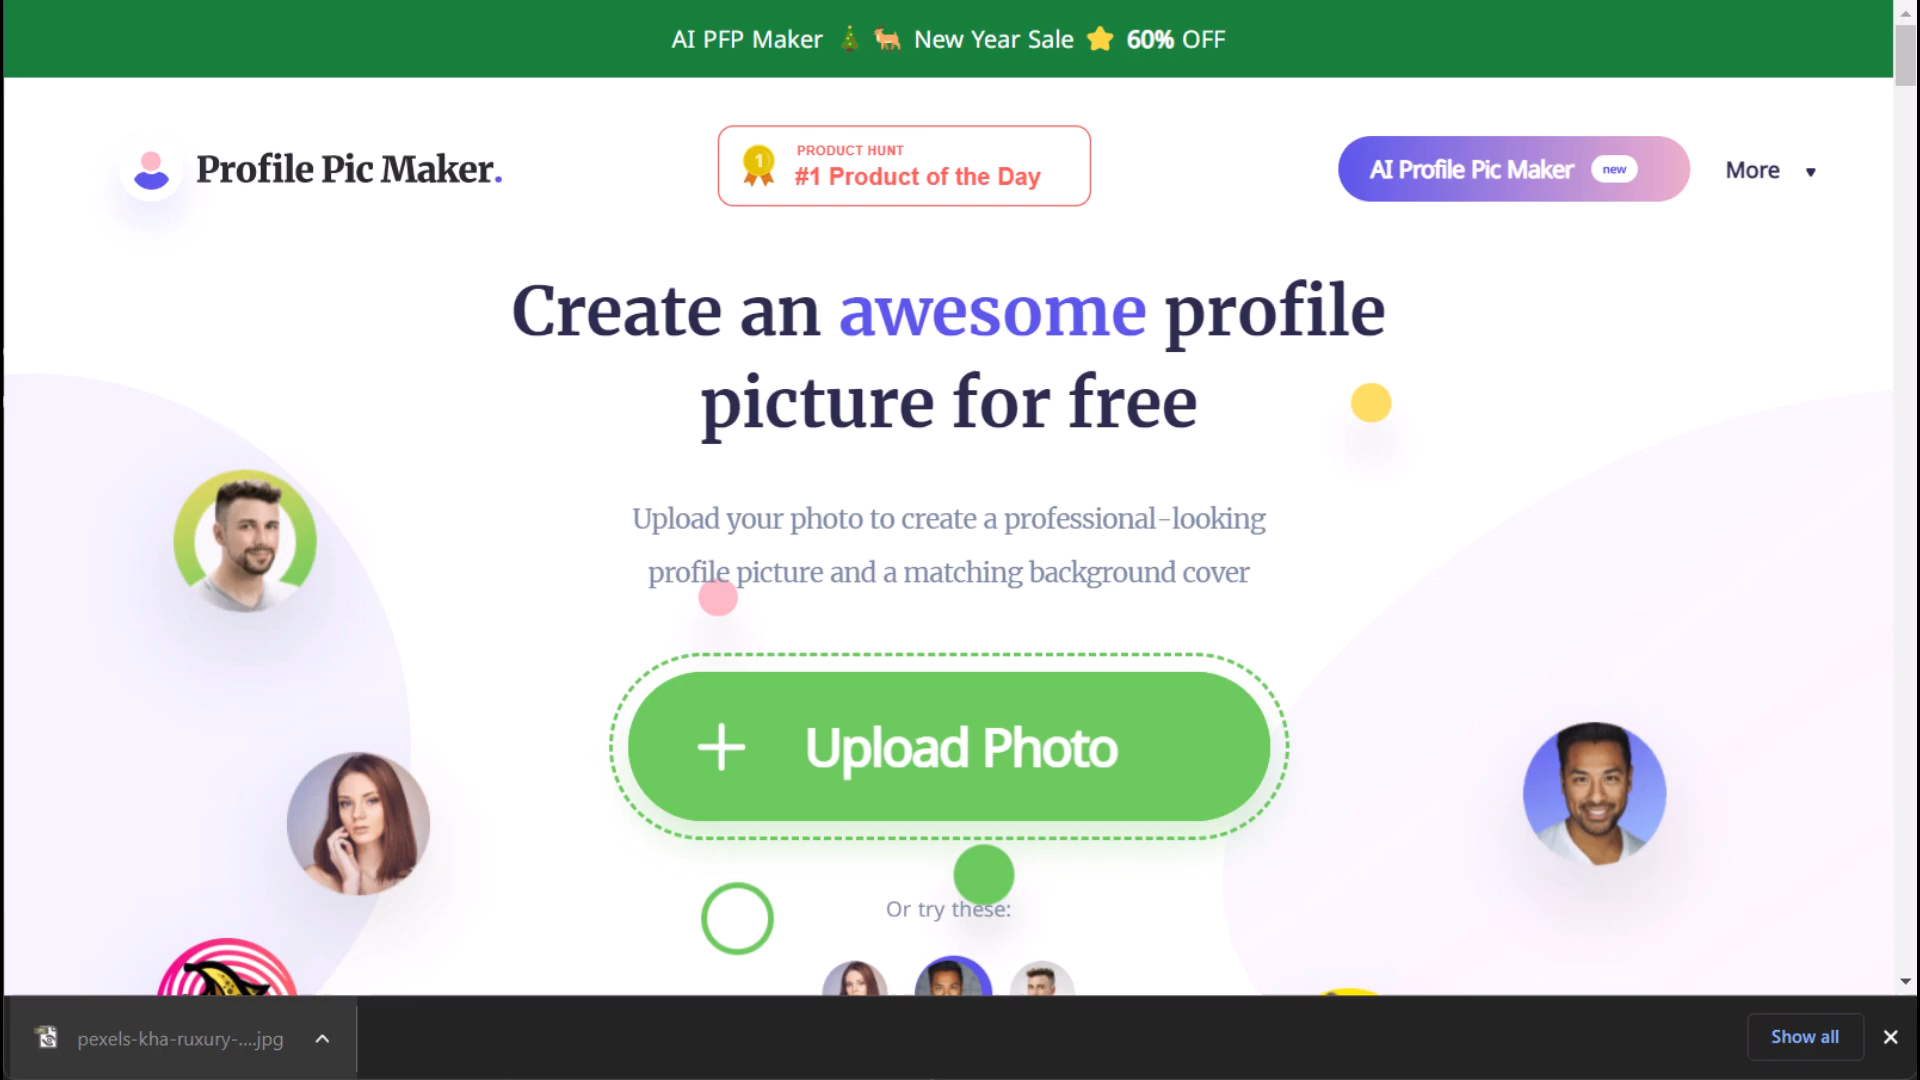 AI PFP Maker 🎄 🐂 New Year Sale ⭐ 60% OFF
Profile Pic Maker.
1
PRODUCT HUNT
#1 Product of the Day
AI Profile Pic Maker new
More
Create an awesome profile
picture for free
Upload your photo to create a professional-looking
profile picture and a matching background cover
Upload Photo
Or try these:
pexels-kha-ruxury-....jpg
Show all